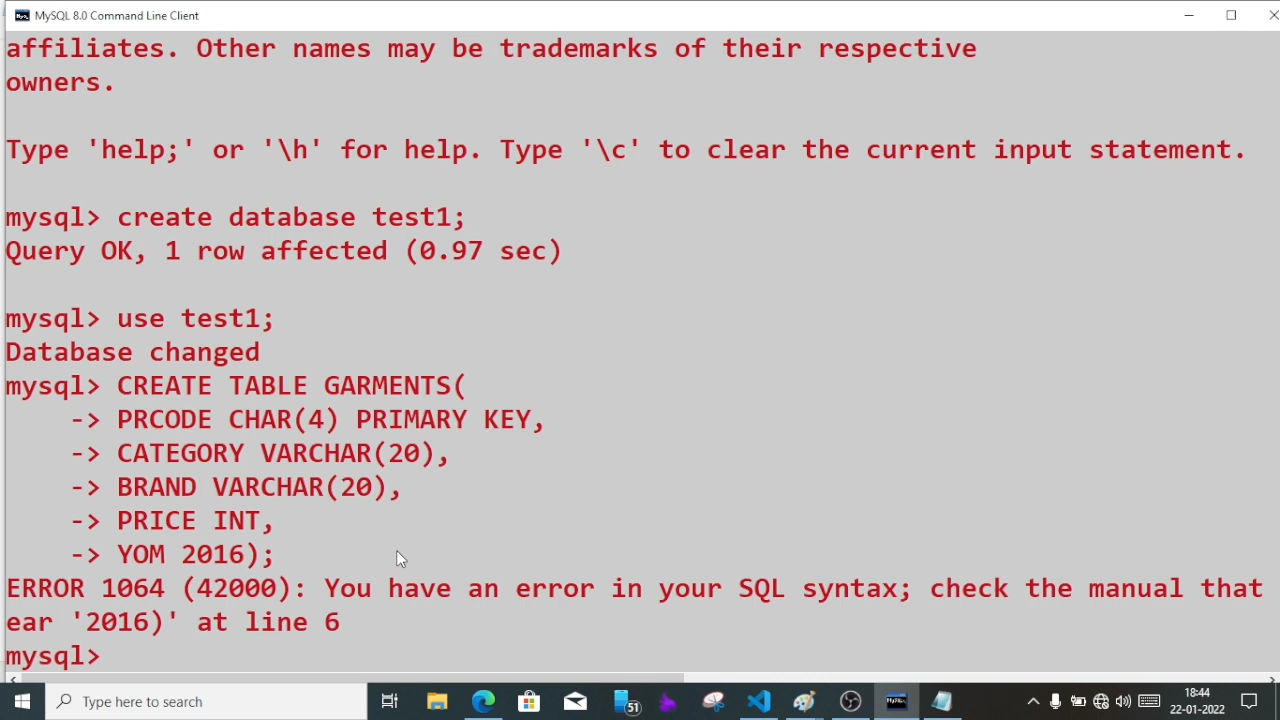 MySQL 8.0 Command Line Client
affiliates. Other names may be trademarks of their respective
owners.
Type 'help;' or '\h' for help. Type '\c' to clear the current input statement.
mysql> create database test1;
Query OK, 1 row affected (0.97 sec)
mysql> use test1;
Database changed
mysql> CREATE TABLE GARMENTS(
    -> PRCODE CHAR(4) PRIMARY KEY,
    -> CATEGORY VARCHAR(20),
    -> BRAND VARCHAR(20),
    -> PRICE INT,
    -> YOM 2016);
ERROR 1064 (42000): You have an error in your SQL syntax; check the manual that
ear '2016)' at line 6
mysql>
Type here to search
51
18:44
22-01-2022